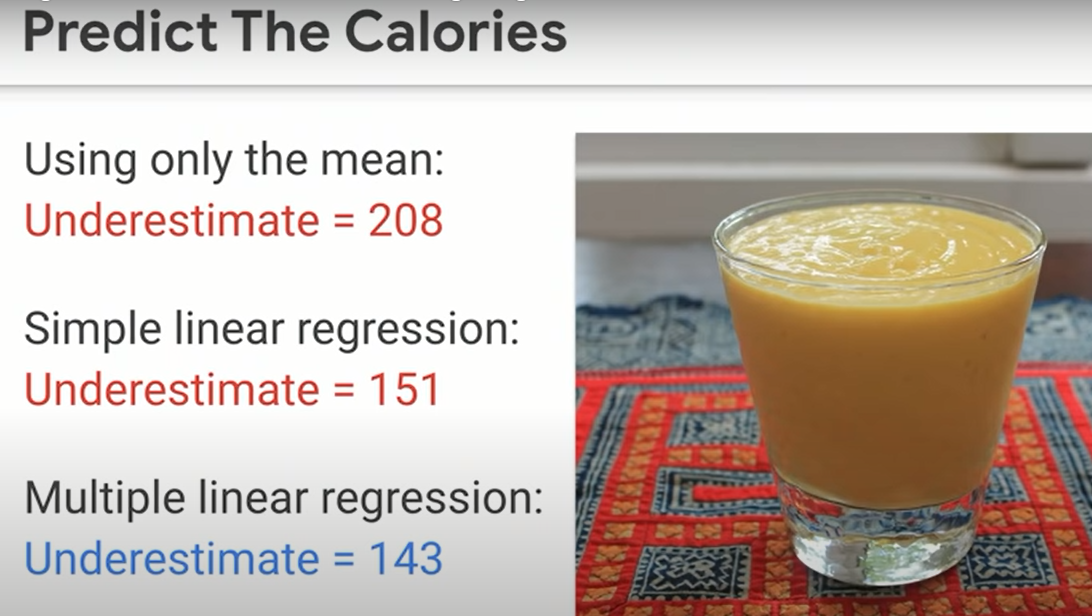 Predict The Calories
Using only the mean:
Underestimate = 208
Simple linear regression:
Underestimate = 151
Multiple linear regression:
Underestimate = 143